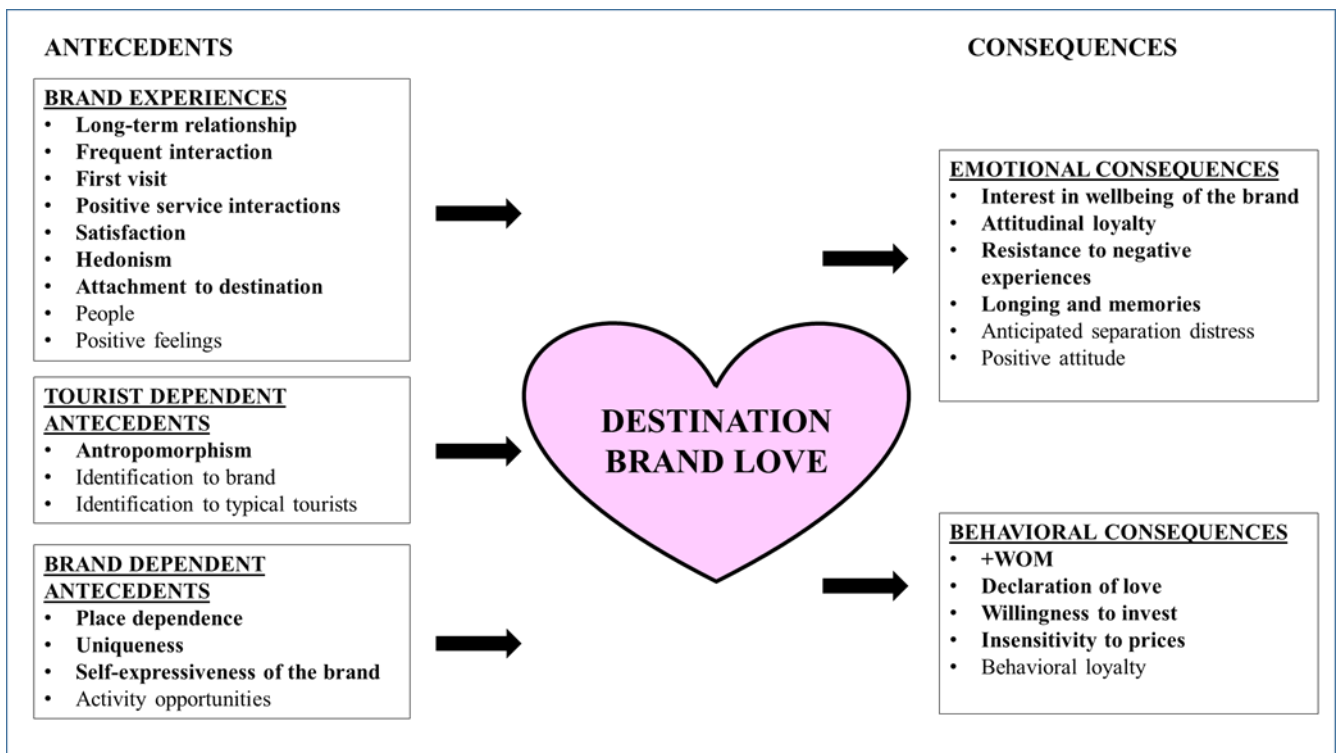 ANTECEDENTS
BRAND EXPERIENCES
• Long-term relationship
• Frequent interaction
• First visit
• Positive service interactions
• Satisfaction
• Hedonism
• Attachment to destination
• People
• Positive feelings
TOURIST DEPENDENT
ANTECEDENTS
• Antropomorphism
• Identification to brand
• Identification to typical tourists
BRAND DEPENDENT
ANTECEDENTS
• Place dependence
• Uniqueness
• Self-expressiveness of the brand
• Activity opportunities
DESTINATION
BRAND LOVE
CONSEQUENCES
EMOTIONAL CONSEQUENCES
• Interest in wellbeing of the brand
• Attitudinal loyalty
• Resistance to negative
experiences
• Longing and memories
• Anticipated separation distress
• Positive attitude
BEHAVIORAL CONSEQUENCES
• +WOM
• Declaration of love
• Willingness to invest
• Insensitivity to prices
• Behavioral loyalty